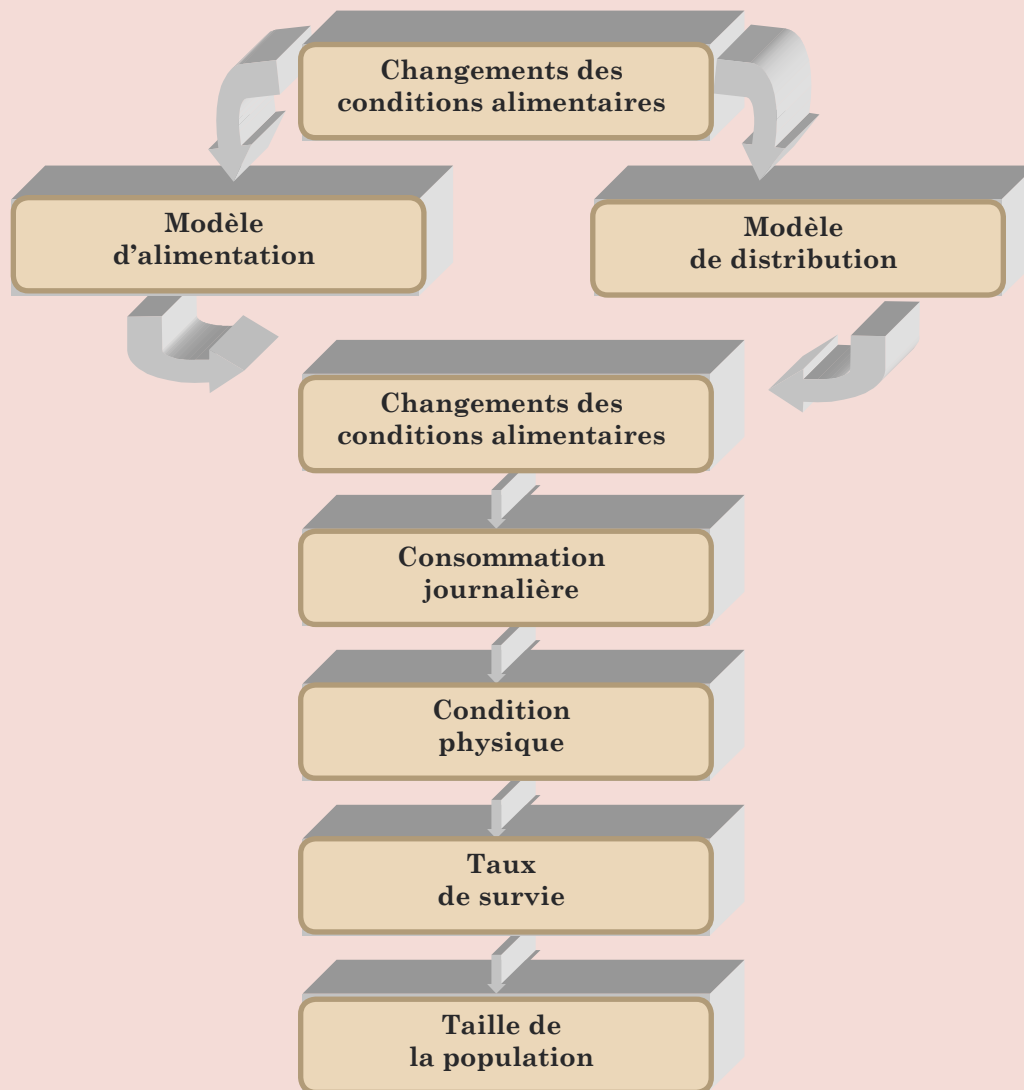 Changements des
conditions alimentaires
Modèle
d'alimentation
Modèle
de distribution
Changements des
conditions alimentaires
Consommation
journalière
Condition
physique
Taux
de survie
Taille de
la population